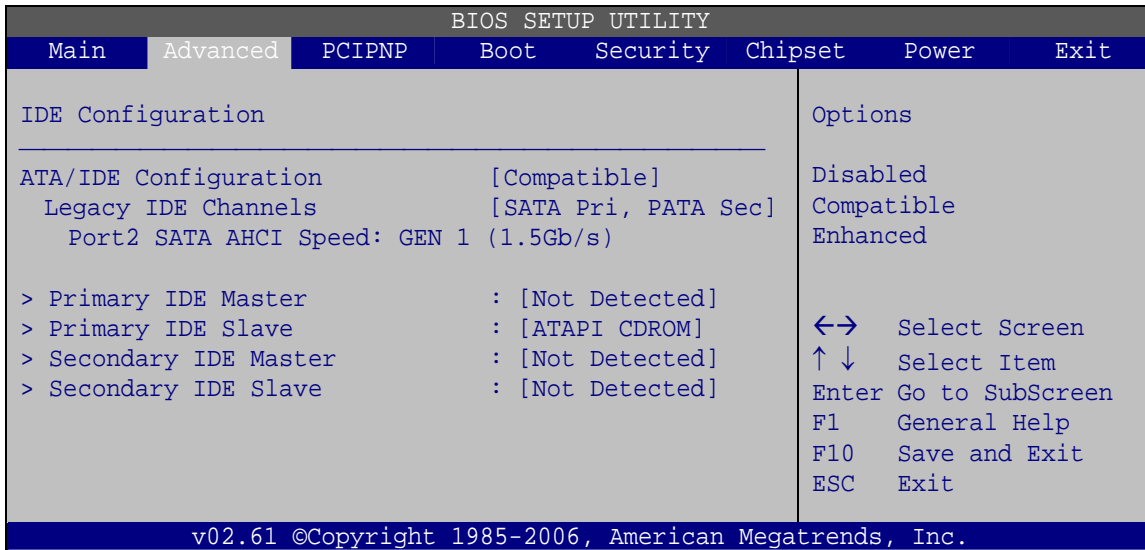 BIOS SETUP UTILITY
Main Advanced PCIPNP Boot Security Chipset Power Exit
IDE Configuration
ATA/IDE Configuration [Compatible]
Legacy IDE Channels [SATA Pri, PATA Sec]
Port2 SATA AHCI Speed: GEN 1 (1.5Gb/s)
> Primary IDE Master : [Not Detected]
> Primary IDE Slave : [ATAPI CDROM]
> Secondary IDE Master : [Not Detected]
> Secondary IDE Slave : [Not Detected]
Options
Disabled
Compatible
Enhanced
←→ Select Screen
↑ ↓ Select Item
Enter Go to SubScreen
F1 General Help
F10 Save and Exit
ESC Exit
v02.61 ©Copyright 1985-2006, American Megatrends, Inc.